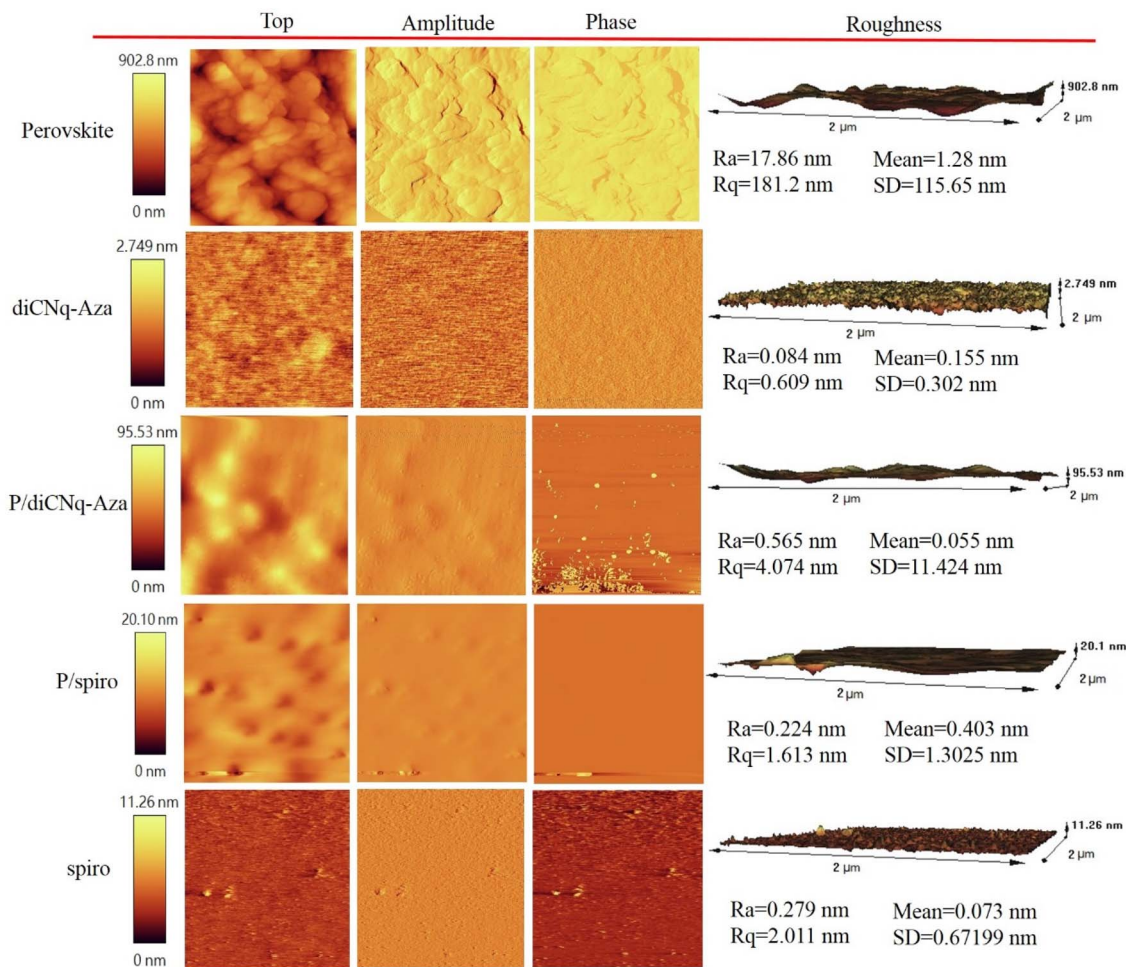 Top Amplitude Phase Roughness
902.8 nm
Perovskite
0 nm
902.8 nm
2 µm
2 µm
Ra=17.86 nm Mean=1.28 nm
Rq=181.2 nm SD=115.65 nm
2.749 nm
diCNq-Aza
0 nm
2.749 nm
2 µm
2 µm
Ra=0.084 nm Mean=0.155 nm
Rq=0.609 nm SD=0.302 nm
95.53 nm
P/diCNq-Aza
0 nm
95.53 nm
2 µm
2 µm
Ra=0.565 nm Mean=0.055 nm
Rq=4.074 nm SD=11.424 nm
20.10 nm
P/spiro
0 nm
20.1 nm
2 µm
2 µm
Ra=0.224 nm Mean=0.403 nm
Rq=1.613 nm SD=1.3025 nm
11.26 nm
spiro
0 nm
11.26 nm
2 µm
2 µm
Ra=0.279 nm Mean=0.073 nm
Rq=2.011 nm SD=0.67199 nm